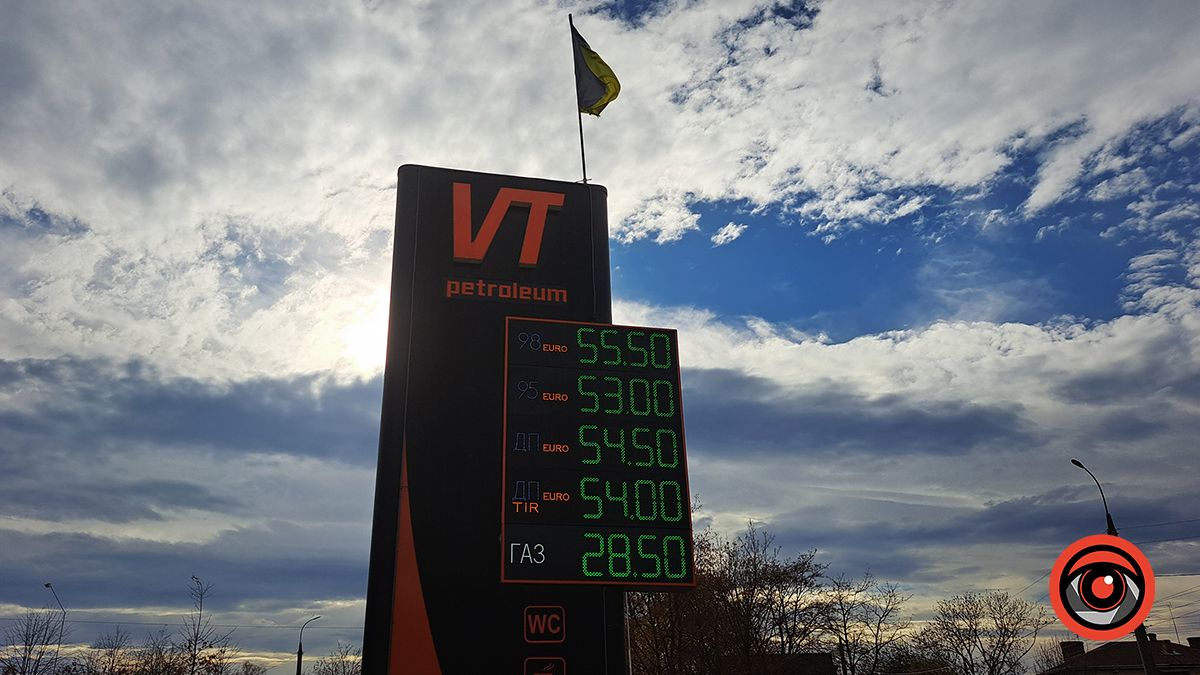 VT
petroleum
98 EURO 55.50
95 EURO 53.00
ДП EURO 54.50
ДП TIR EURO 54.00
ГАЗ 28.50
WC